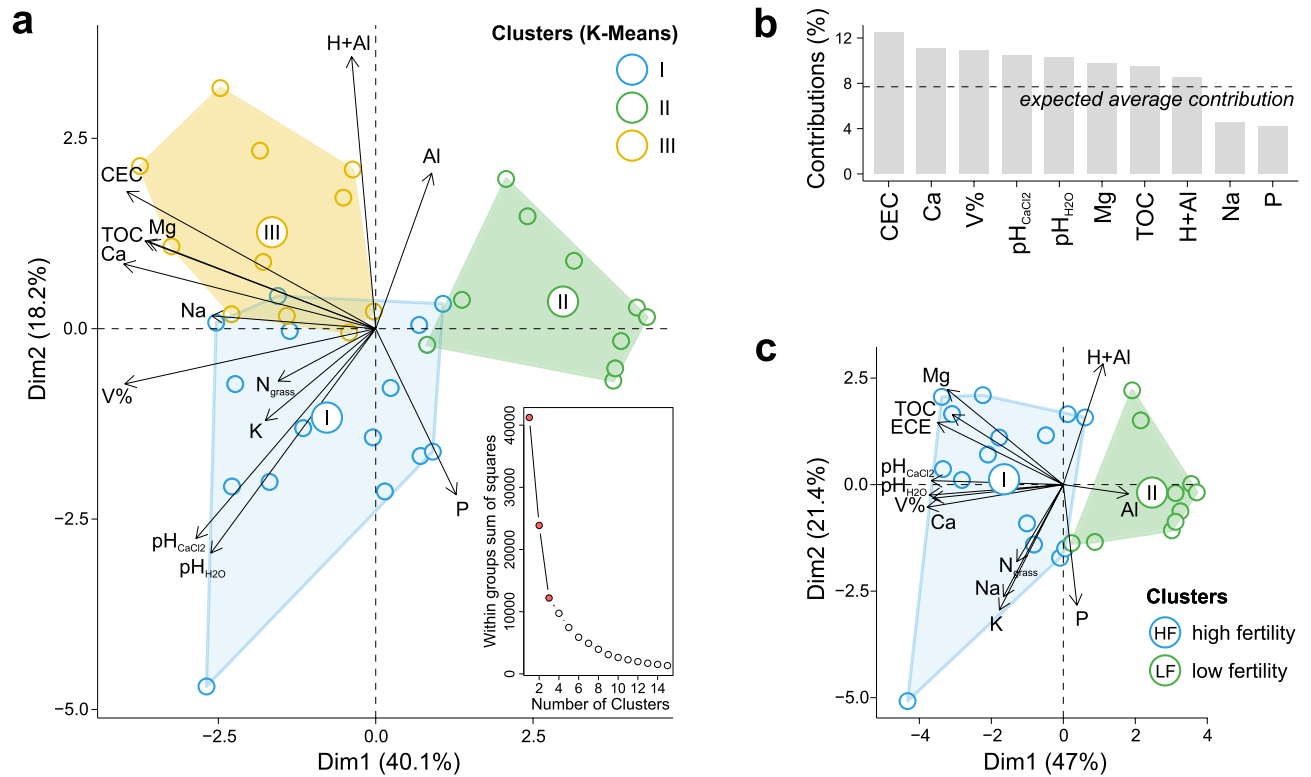 a
Clusters (K-Means)
I
II
III
H+Al
Al
CEC
TOC
Mg
Ca
Na
V%
Ngrass
K
P
pHCaCl2
pHH2O
I
II
III
2.5
0.0
−2.5
−5.0
Dim2 (18.2%)
−2.5
0.0
2.5
Dim1 (40.1%)
Within groups sum of squares
0
10000
20000
30000
40000
2 4 6 8 10 12 14
Number of Clusters
b
Contributions (%)
12
8
4
0
expected average contribution
CEC
Ca
V%
pHCaCl2
pHH2O
Mg
TOC
H+Al
Na
P
c
H+Al
Mg
TOC
ECE
pHCaCl2
pHH2O
V%
Ca
Al
Ngrass
Na
K
P
I
II
2.5
0.0
−2.5
−5.0
Dim2 (21.4%)
−4
−2
0
2
4
Dim1 (47%)
Clusters
HF high fertility
LF low fertility